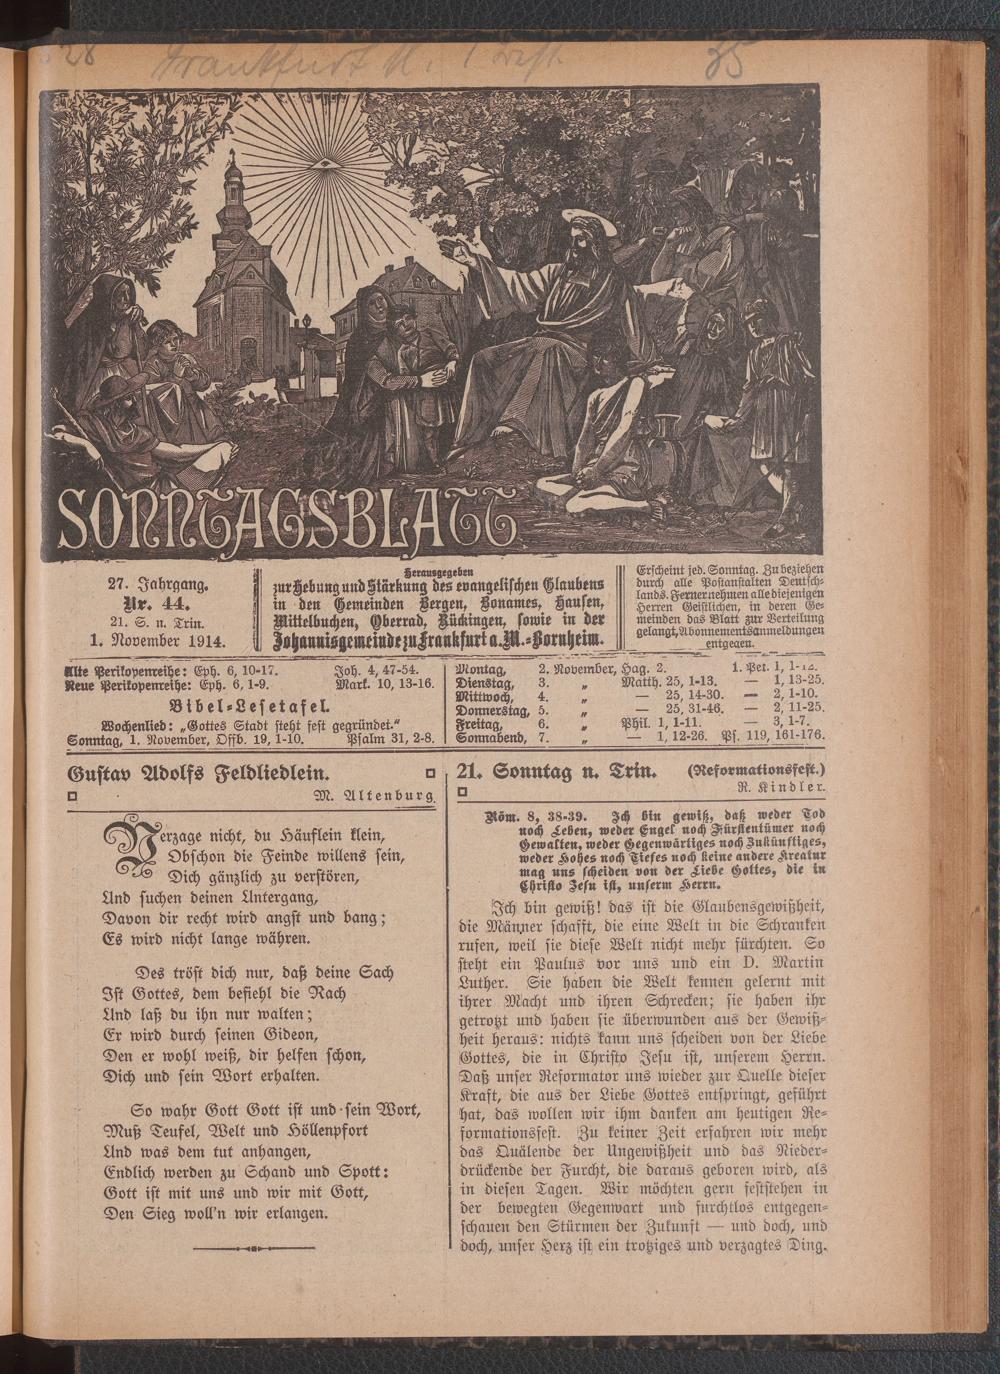 28 Frankfurt 35
SONNTAGSBLATT
27. Jahrgang.
Nr. 44.
21. S. n. Trin.
1. November 1914.
Herausgegeben
zur Hebung und Stärkung des evangelischen Glaubens
in den Gemeinden Bergen, Bonames, Hausen,
Mittelbuchen, Oberrad, Rückingen, sowie in der
Johannisgemeinde zu Frankfurt a. M.-Bornheim.
Erscheint jed. Sonntag. Zu beziehen
durch alle Postanstalten Deutsch-
lands. Ferner nehmen alle diejenigen
Herren Geistlichen, in deren Ge-
meinden das Blatt zur Verteilung
gelangt, Abonnementsanmeldungen
entgegen.
Alte Perikopenreihe: Eph. 6, 10-17. Joh. 4, 47-54.
Neue Perikopenreihe: Eph. 6, 1-9. Mark. 10, 13-16.
Bibel-Lesetafel.
Wochenlied: „Gottes Stadt steht fest gegründet."
Sonntag, 1. November, Offb. 19, 1-10. Psalm 31, 2-8.
Montag, 2. November, Hag. 2. 1. Pet. 1, 1-12.
Dienstag, 3. „ Matth. 25, 1-13. — 1, 13-25.
Mittwoch, 4. „ — 25, 14-30. — 2, 1-10.
Donnerstag, 5. „ — 25, 31-46. — 2, 11-25.
Freitag, 6. „ Phil. 1, 1-11. — 3, 1-7.
Sonnabend, 7. „ — 1, 12-26. Ps. 119, 161-176.
Gustav Adolfs Feldliedlein.
M. Altenburg.
Verzage nicht, du Häuflein klein,
Obschon die Feinde willens sein,
Dich gänzlich zu verstören,
Und suchen deinen Untergang,
Davon dir recht wird angst und bang;
Es wird nicht lange währen.
Des tröst dich nur, daß deine Sach
Ist Gottes, dem befiehl die Rach
Und laß du ihn nur walten;
Er wird durch seinen Gideon,
Den er wohl weiß, dir helfen schon,
Dich und sein Wort erhalten.
So wahr Gott Gott ist und sein Wort,
Muß Teufel, Welt und Höllenpfort
Und was dem tut anhangen,
Endlich werden zu Schand und Spott:
Gott ist mit uns und wir mit Gott,
Den Sieg woll'n wir erlangen.
21. Sonntag n. Trin. (Reformationsfest.)
R. Kindler.
Röm. 8, 38-39. Ich bin gewiß, daß weder Tod
noch Leben, weder Engel noch Fürstentümer noch
Gewalten, weder Gegenwärtiges noch Zukünftiges,
weder Hohes noch Tiefes noch keine andere Kreatur
mag uns scheiden von der Liebe Gottes, die in
Christo Jesu ist, unserm Herrn.
Ich bin gewiß! das ist die Glaubensgewißheit,
die Männer schafft, die eine Welt in die Schranken
rufen, weil sie diese Welt nicht mehr fürchten. So
steht ein Paulus vor uns und ein D. Martin
Luther. Sie haben die Welt kennen gelernt mit
ihrer Macht und ihren Schrecken; sie haben ihr
getrotzt und haben sie überwunden aus der Gewiß-
heit heraus: nichts kann uns scheiden von der Liebe
Gottes, die in Christo Jesu ist, unserem Herrn.
Daß unser Reformator uns wieder zur Quelle dieser
Kraft, die aus der Liebe Gottes entspringt, geführt
hat, das wollen wir ihm danken am heutigen Re-
formationsfest. Zu keiner Zeit erfahren wir mehr
das Quälende der Ungewißheit und das Nieder-
drückende der Furcht, die daraus geboren wird, als
in diesen Tagen. Wir möchten gern feststehen in
der bewegten Gegenwart und furchtlos entgegen-
schauen den Stürmen der Zukunft — und doch, und
doch, unser Herz ist ein trotziges und verzagtes Ding.